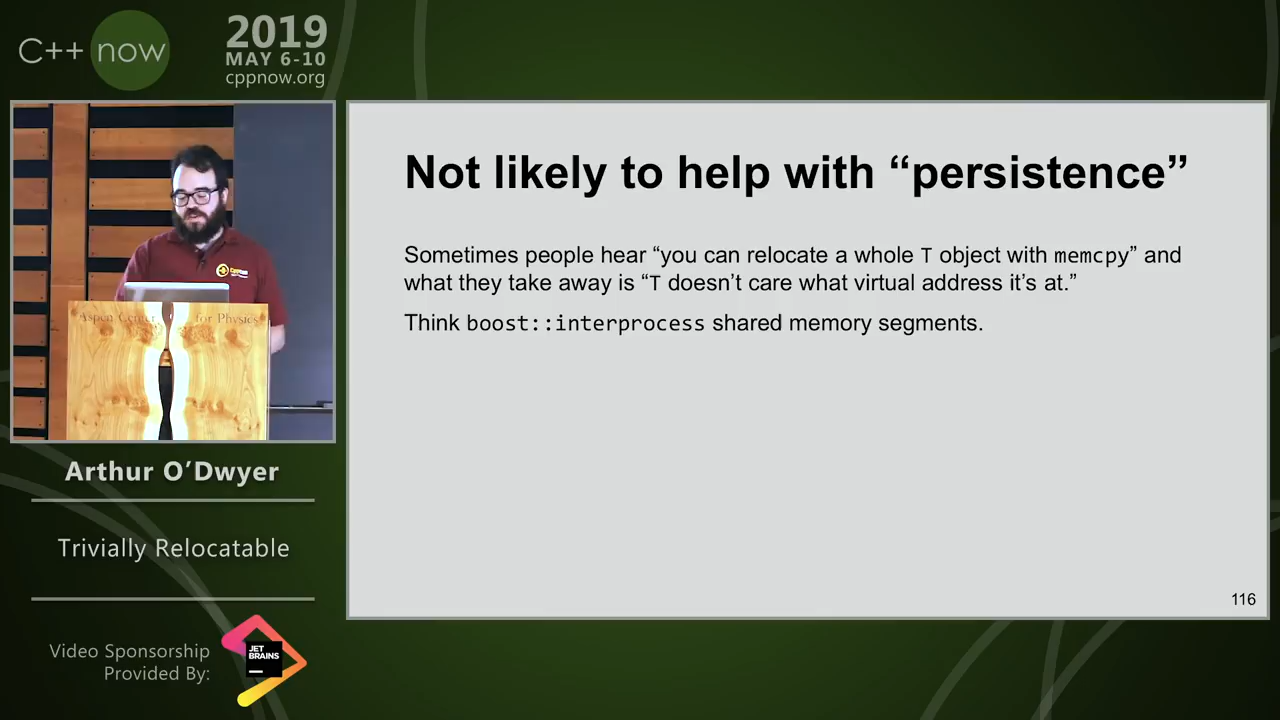 C++ now
2019
MAY 6-10
cppnow.org
Aspen Center for Physics
Arthur O’Dwyer
Trivially Relocatable
Video Sponsorship
Provided By:
JET
BRAINS
Not likely to help with “persistence”
Sometimes people hear “you can relocate a whole T object with memcpy” and
what they take away is “T doesn’t care what virtual address it’s at.”
Think boost::interprocess shared memory segments.
116